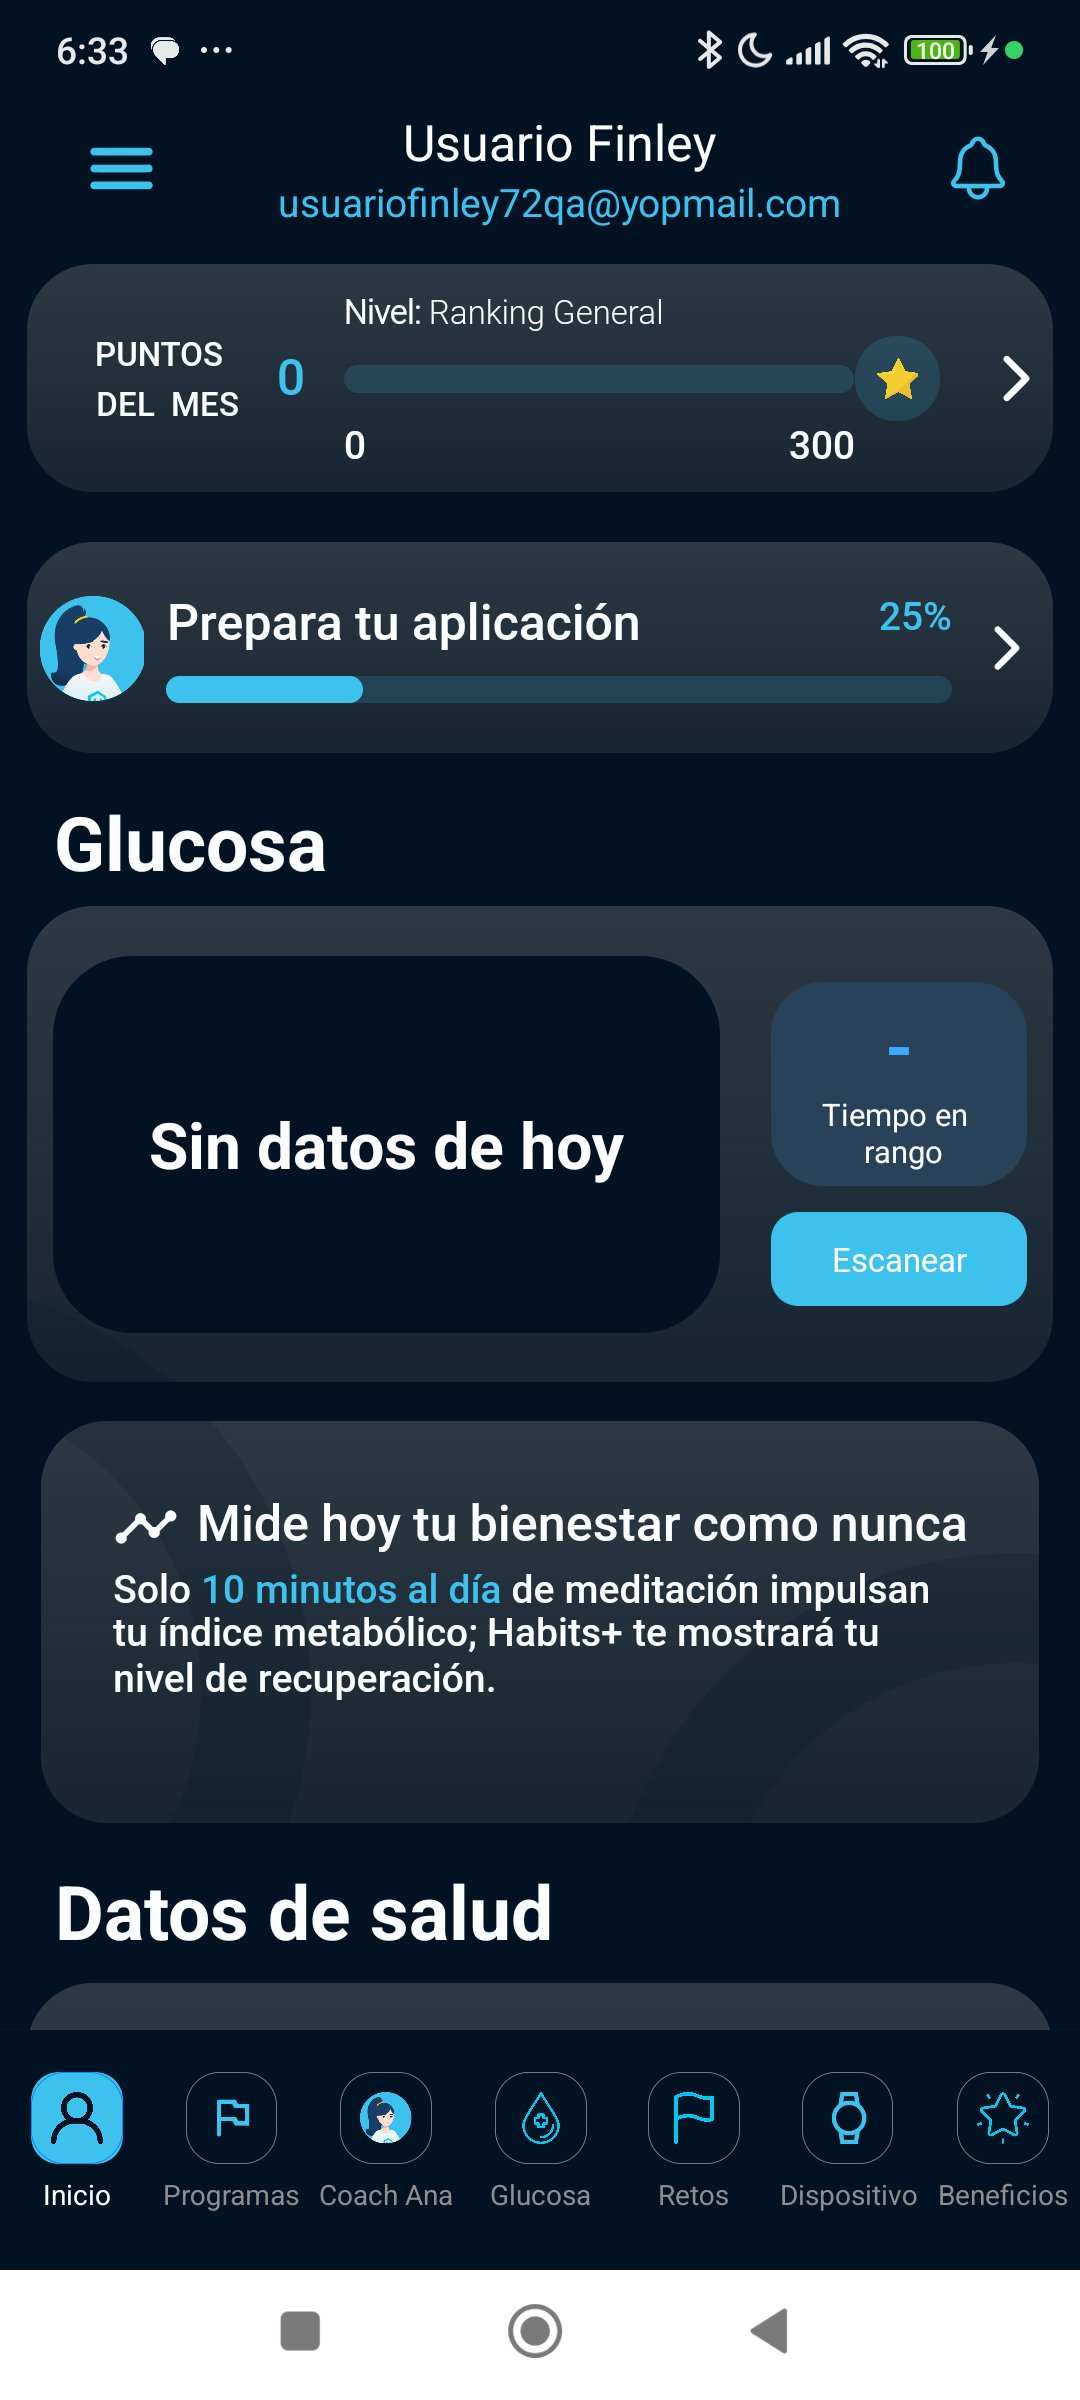 6:33
100
Usuario Finley
usuariofinley72qa@yopmail.com
Nivel: Ranking General
PUNTOS
DEL MES
0
0
300
Prepara tu aplicación
25%
Glucosa
Sin datos de hoy
-
Tiempo en
rango
Escanear
Mide hoy tu bienestar como nunca
Solo 10 minutos al día de meditación impulsan
tu índice metabólico; Habits+ te mostrará tu
nivel de recuperación.
Datos de salud
Inicio
Programas
Coach Ana
Glucosa
Retos
Dispositivo
Beneficios